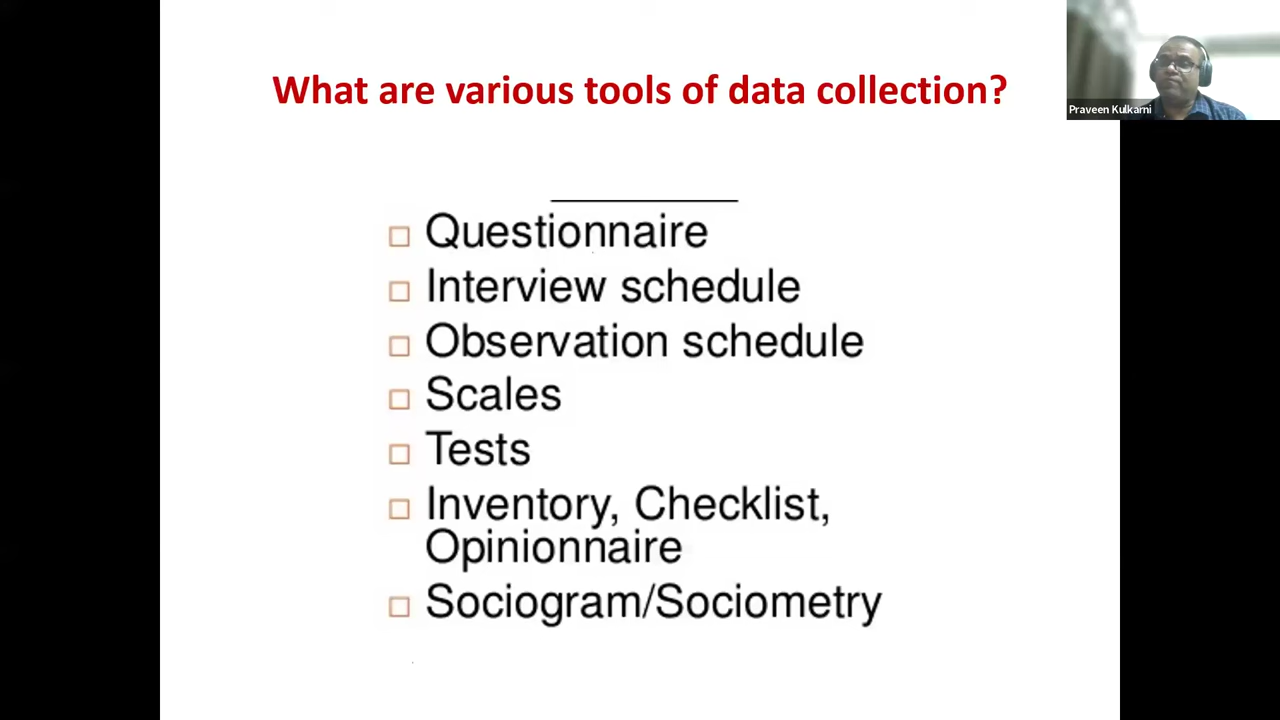 What are various tools of data collection?
Praveen Kulkarni
Questionnaire
Interview schedule
Observation schedule
Scales
Tests
Inventory, Checklist,
Opinionnaire
Sociogram/Sociometry